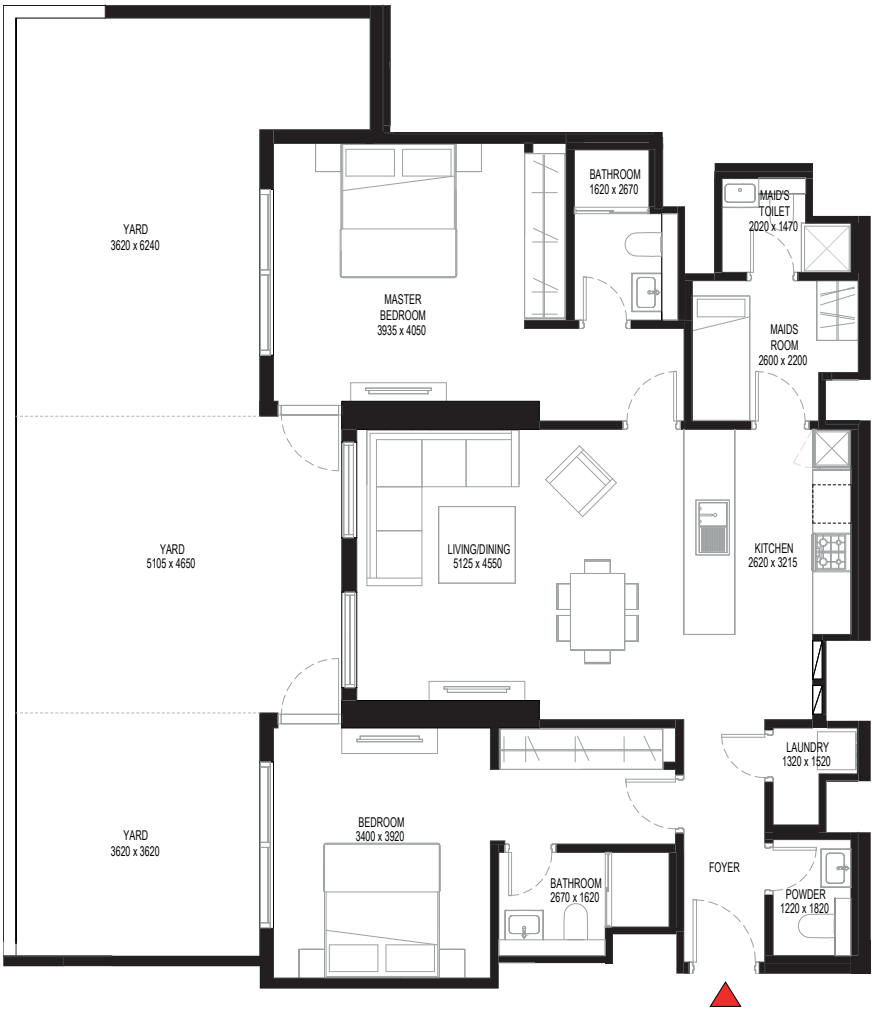 BATHROOM
1620 x 2670
MAID'S
TOILET
2020 x 1470
YARD
3620 x 6240
MASTER
BEDROOM
3935 x 4050
MAIDS
ROOM
2600 x 2200
YARD
5105 x 4650
LIVING/DINING
5125 x 4550
KITCHEN
2620 x 3215
LAUNDRY
1320 x 1520
YARD
3620 x 3620
BEDROOM
3400 x 3920
FOYER
BATHROOM
2670 x 1620
POWDER
1220 x 1820